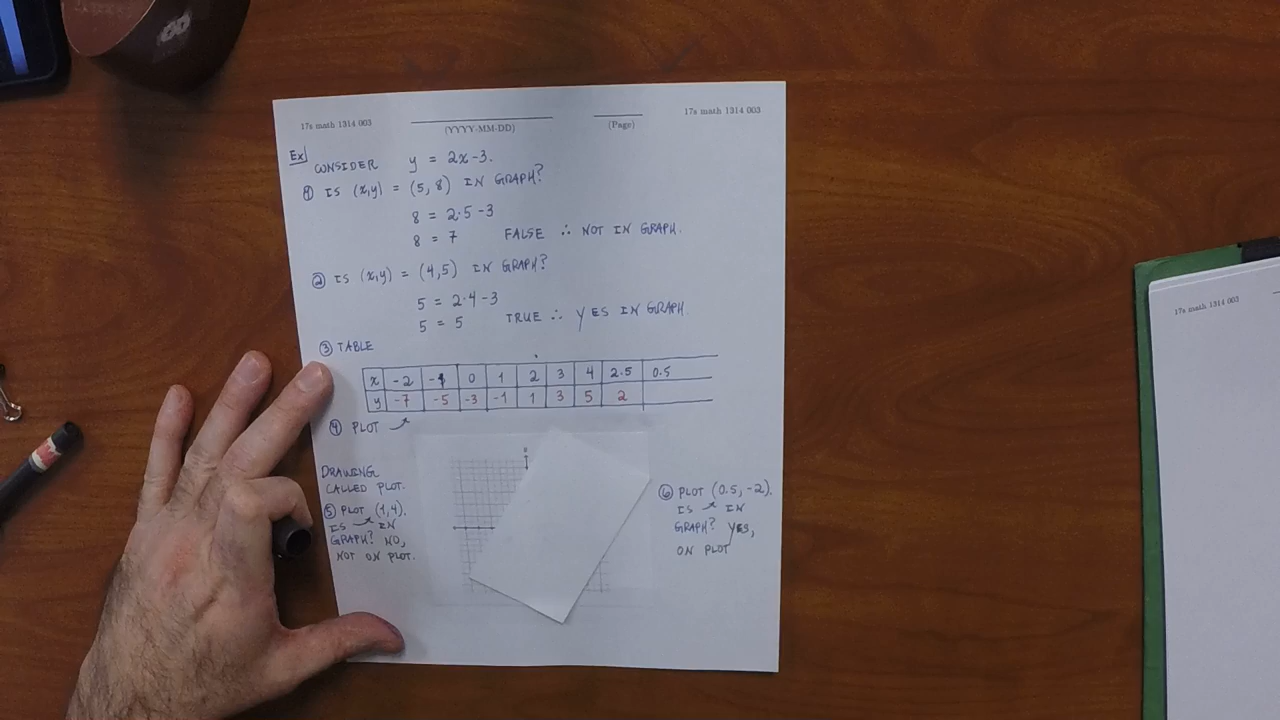 17s math 1314 003 (YYYY-MM-DD) (Page) 17s math 1314 003
Ex CONSIDER y = 2x-3.
① IS (x,y) = (5,8) IN GRAPH?
8 = 2·5-3
8 = 7 FALSE ∴ NOT IN GRAPH.
② IS (x,y) = (4,5) IN GRAPH?
5 = 2·4-3
5 = 5 TRUE ∴ YES IN GRAPH.
③ TABLE
x -2 -1 0 1 2 3 4 2.5 0.5
y -7 -5 -3 -1 1 3 5 2
④ PLOT
DRAWING
CALLED PLOT.
⑤ PLOT (1,4).
IS IN
GRAPH? NO,
NOT ON PLOT.
⑥ PLOT (0.5,-2).
IS IN
GRAPH? YES,
ON PLOT
17s math 1314 003